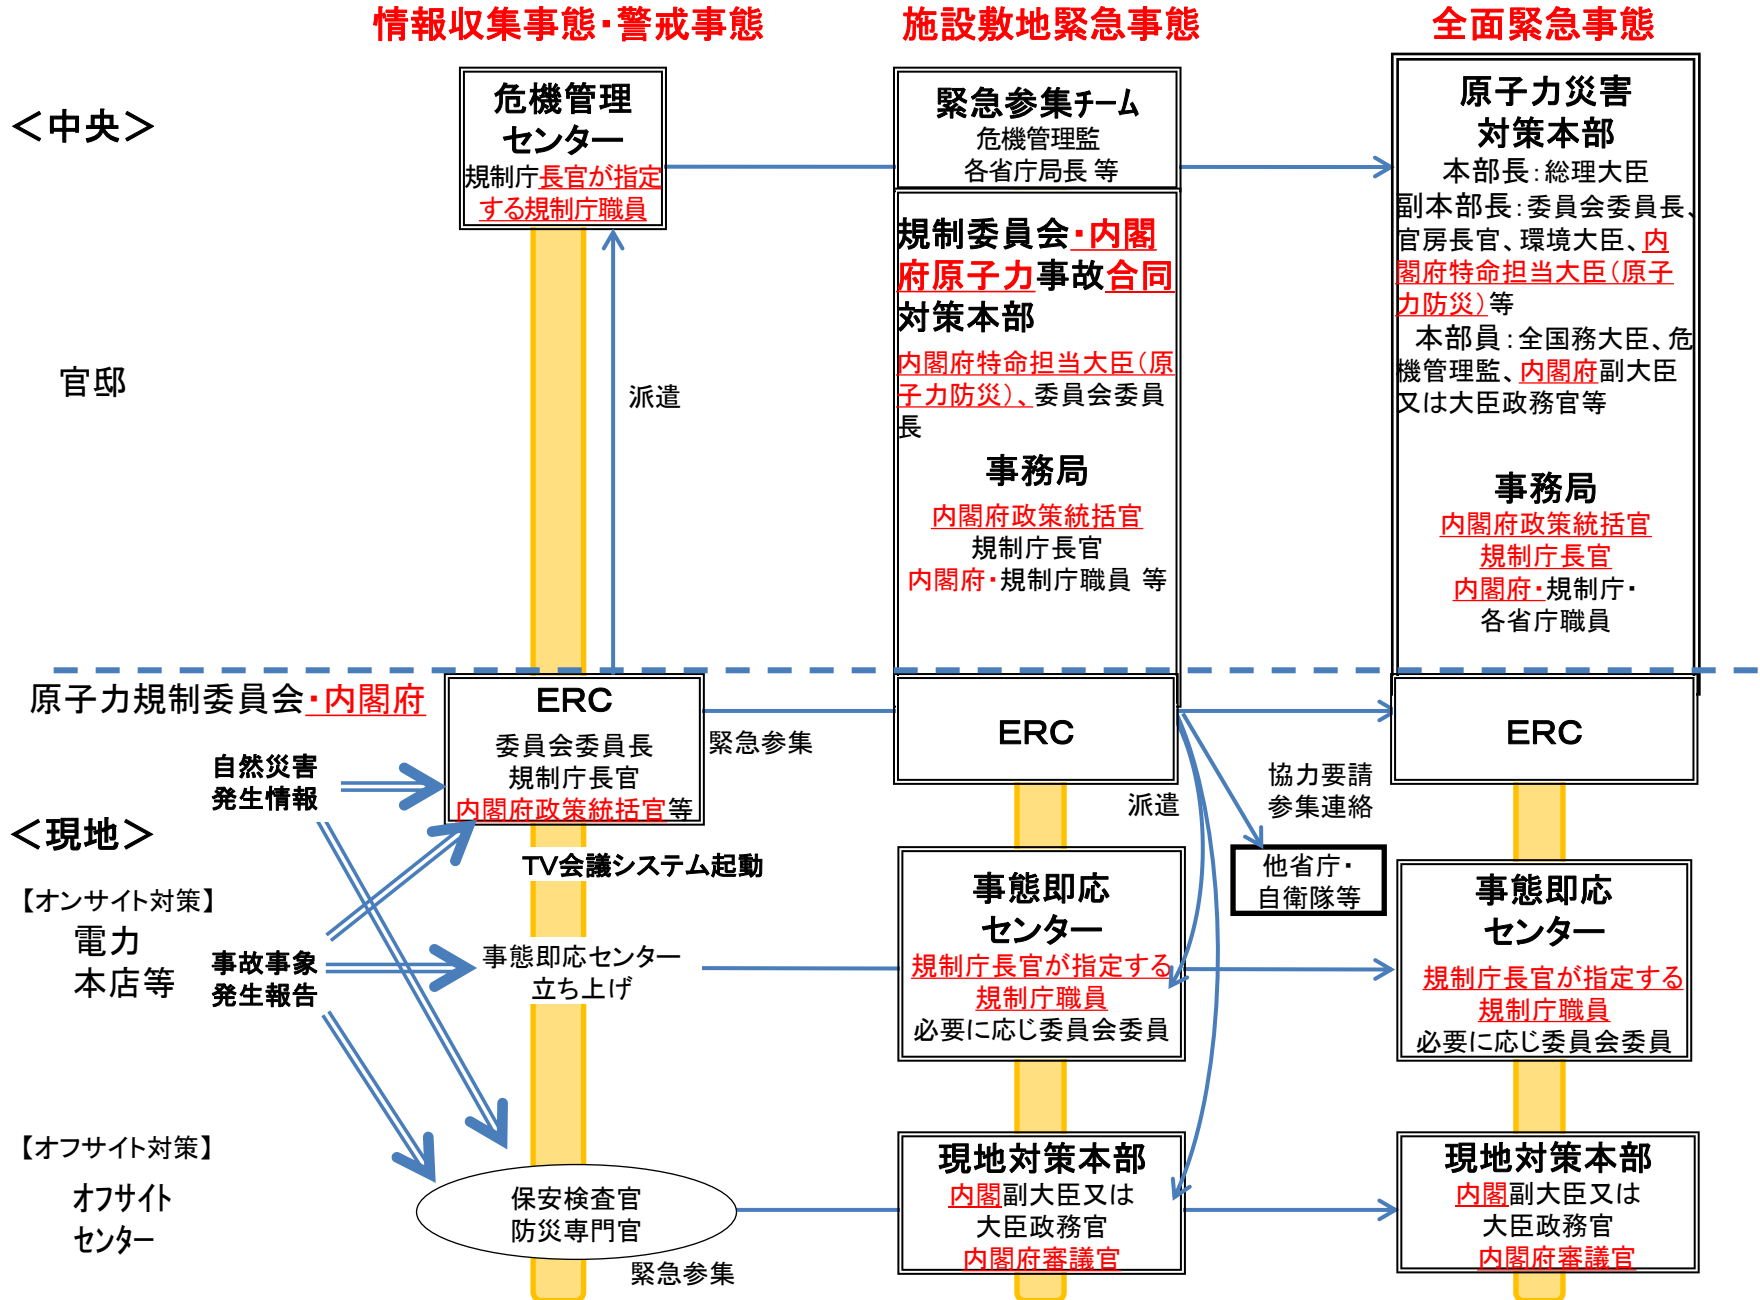 情報収集事態・警戒事態
施設敷地緊急事態
全面緊急事態
＜中央＞
官邸
危機管理
センター
規制庁長官が指定
する規制庁職員
派遣
緊急参集チーム
危機管理監
各省庁局長 等
規制委員会・内閣
府原子力事故合同
対策本部
内閣府特命担当大臣（原
子力防災）、委員会委員
長
事務局
内閣府政策統括官
規制庁長官
内閣府・規制庁職員 等
原子力災害
対策本部
本部長：総理大臣
副本部長：委員会委員長、
官房長官、環境大臣、内
閣府特命担当大臣（原子
力防災）等
本部員：全国務大臣、危
機管理監、内閣府副大臣
又は大臣政務官等
事務局
内閣府政策統括官
規制庁長官
内閣府・規制庁・
各省庁職員
原子力規制委員会・内閣府
ERC
委員会委員長
規制庁長官
内閣府政策統括官等
緊急参集
ERC
ERC
自然災害
発生情報
派遣
協力要請
参集連絡
他省庁・
自衛隊等
＜現地＞
TV会議システム起動
【オンサイト対策】
電力
本店等
事故事象
発生報告
事態即応センター
立ち上げ
事態即応
センター
規制庁長官が指定する
規制庁職員
必要に応じ委員会委員
事態即応
センター
規制庁長官が指定する
規制庁職員
必要に応じ委員会委員
【オフサイト対策】
オフサイト
センター
保安検査官
防災専門官
緊急参集
現地対策本部
内閣副大臣又は
大臣政務官
内閣府審議官
現地対策本部
内閣副大臣又は
大臣政務官
内閣府審議官